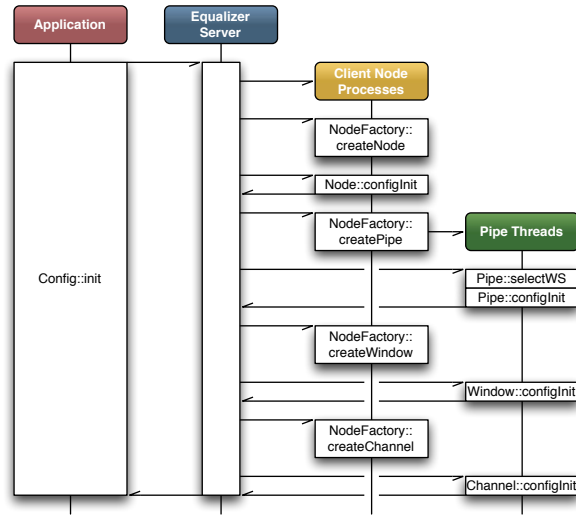 Application
Equalizer
Server
Client Node
Processes
NodeFactory::
createNode
Node::configInit
NodeFactory::
createPipe
Pipe Threads
Config::init
Pipe::selectWS
Pipe::configInit
NodeFactory::
createWindow
Window::configInit
NodeFactory::
createChannel
Channel::configInit